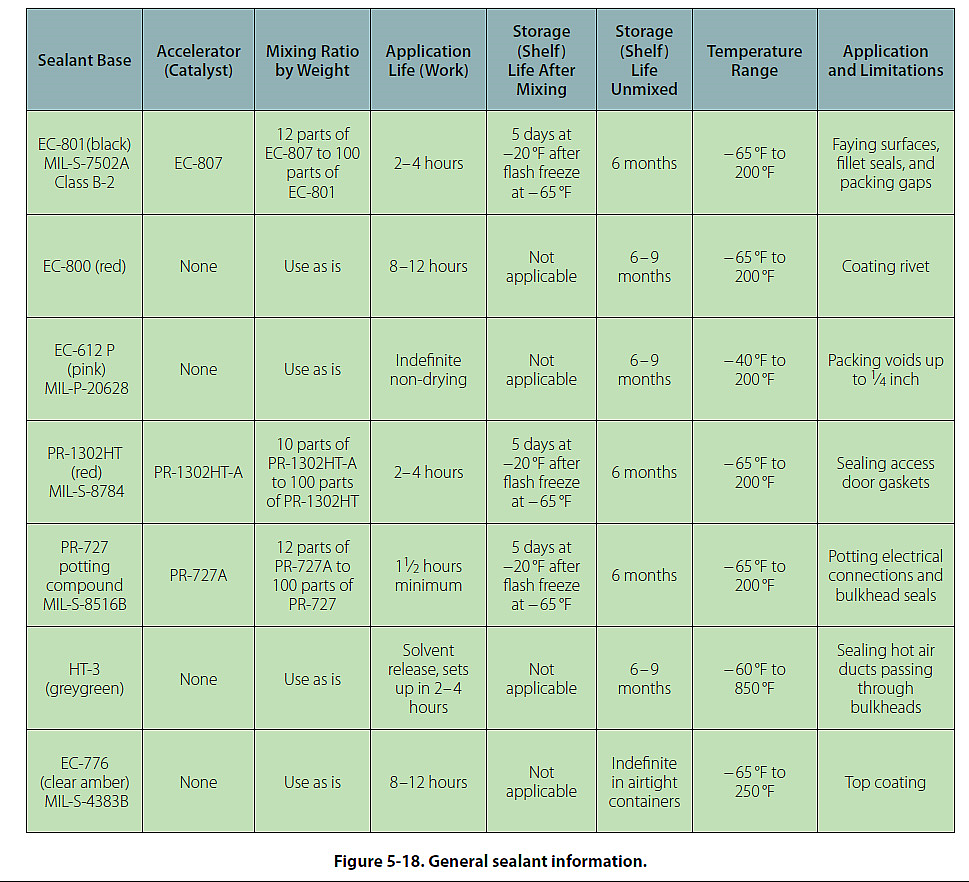 Sealant Base
Accelerator
(Catalyst)
Mixing Ratio
by Weight
Application
Life (Work)
Storage
(Shelf)
Life After
Mixing
Storage
(Shelf)
Life
Unmixed
Temperature
Range
Application
and Limitations
EC-801(black)
MIL-S-7502A
Class B-2
EC-807
12 parts of
EC-807 to 100
parts of
EC-801
2–4 hours
5 days at
−20°F after
flash freeze
at −65°F
6 months
−65°F to
200°F
Faying surfaces,
fillet seals, and
packing gaps
EC-800 (red)
None
Use as is
8–12 hours
Not
applicable
6–9
months
−65°F to
200°F
Coating rivet
EC-612 P
(pink)
MIL-P-20628
None
Use as is
Indefinite
non-drying
Not
applicable
6–9
months
−40°F to
200°F
Packing voids up
to ¼ inch
PR-1302HT
(red)
MIL-S-8784
PR-1302HT-A
10 parts of
PR-1302HT-A
to 100 parts
of PR-1302HT
2–4 hours
5 days at
−20°F after
flash freeze
at −65°F
6 months
−65°F to
200°F
Sealing access
door gaskets
PR-727
potting
compound
MIL-S-8516B
PR-727A
12 parts of
PR-727A to
100 parts of
PR-727
1½ hours
minimum
5 days at
−20°F after
flash freeze
at −65°F
6 months
−65°F to
200°F
Potting electrical
connections and
bulkhead seals
HT-3
(greygreen)
None
Use as is
Solvent
release, sets
up in 2–4
hours
Not
applicable
6–9
months
−60°F to
850°F
Sealing hot air
ducts passing
through
bulkheads
EC-776
(clear amber)
MIL-S-4383B
None
Use as is
8–12 hours
Not
applicable
Indefinite
in airtight
containers
−65°F to
250°F
Top coating
Figure 5-18. General sealant information.